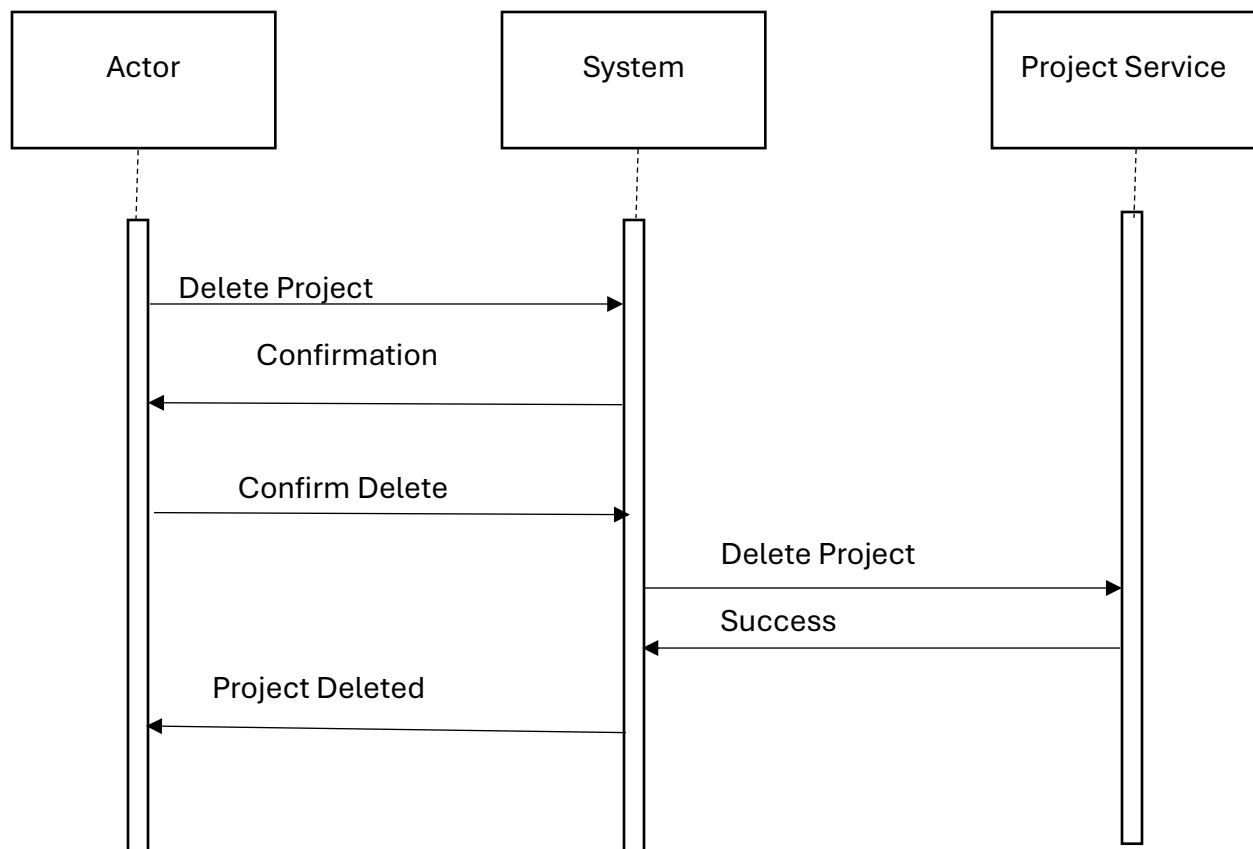 Actor
System
Project Service
Delete Project
Confirmation
Confirm Delete
Delete Project
Success
Project Deleted